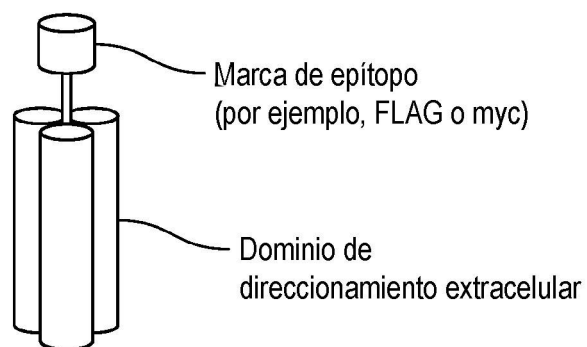 Marca de epítopo
(por ejemplo, FLAG o myc)
Dominio de
direccionamiento extracelular